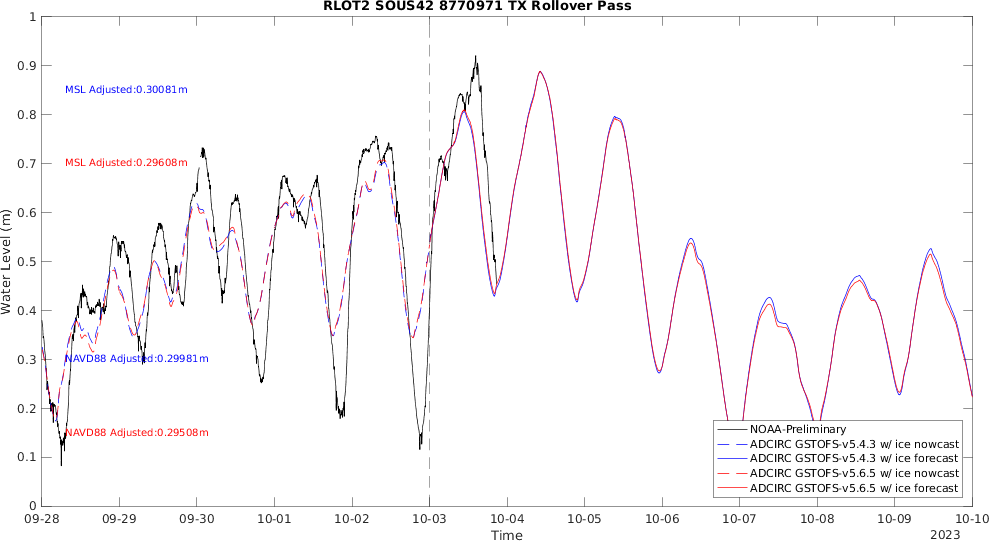 RLOT2 SOUS42 8770971 TX Rollover Pass
1
0.9
0.8
0.7
0.6
0.5
0.4
0.3
0.2
0.1
0
Water Level (m)
MSL Adjusted:0.30081m
MSL Adjusted:0.29608m
NAVD88 Adjusted:0.29981m
NAVD88 Adjusted:0.29508m
NOAA-Preliminary
ADCIRC GSTOFS-v5.4.3 w/ ice nowcast
ADCIRC GSTOFS-v5.4.3 w/ ice forecast
ADCIRC GSTOFS-v5.6.5 w/ ice nowcast
ADCIRC GSTOFS-v5.6.5 w/ ice forecast
09-28 09-29 09-30 10-01 10-02 10-03 10-04 10-05 10-06 10-07 10-08 10-09 10-10
Time
2023